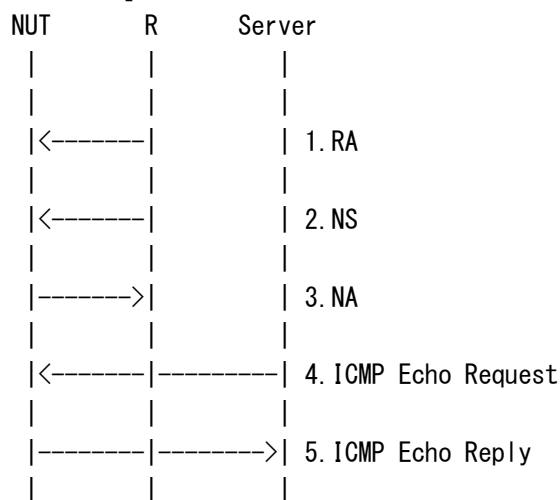 NUT R Server
| | |
| | |
|<-------| | 1.RA
| | |
|<-------| | 2.NS
| | |
|------->| | 3.NA
| | |
|<-------|---------| 4.ICMP Echo Request
| | |
|--------|-------->| 5.ICMP Echo Reply
| | |